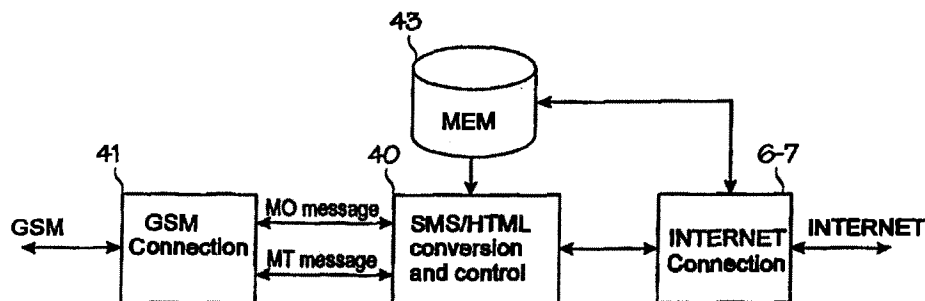 43
MEM
41
40
6-7
GSM
GSM
Connection
MO message
MT message
SMS/HTML
conversion
and control
INTERNET
Connection
INTERNET